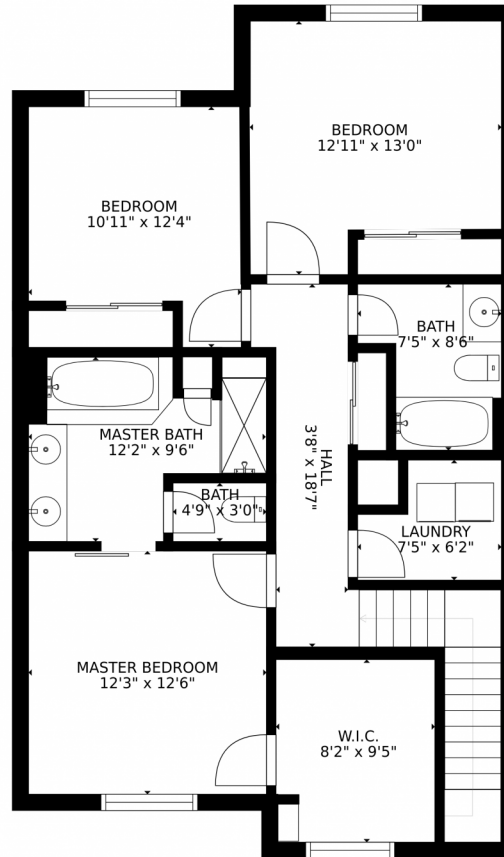 BEDROOM
12'11" x 13'0"
BEDROOM
10'11" x 12'4"
BATH
7'5" x 8'6"
MASTER BATH
12'2" x 9'6"
HALL
3'8" x 18'7"
BATH
4'9" x 3'0"
LAUNDRY
7'5" x 6'2"
MASTER BEDROOM
12'3" x 12'6"
W.I.C.
8'2" x 9'5"